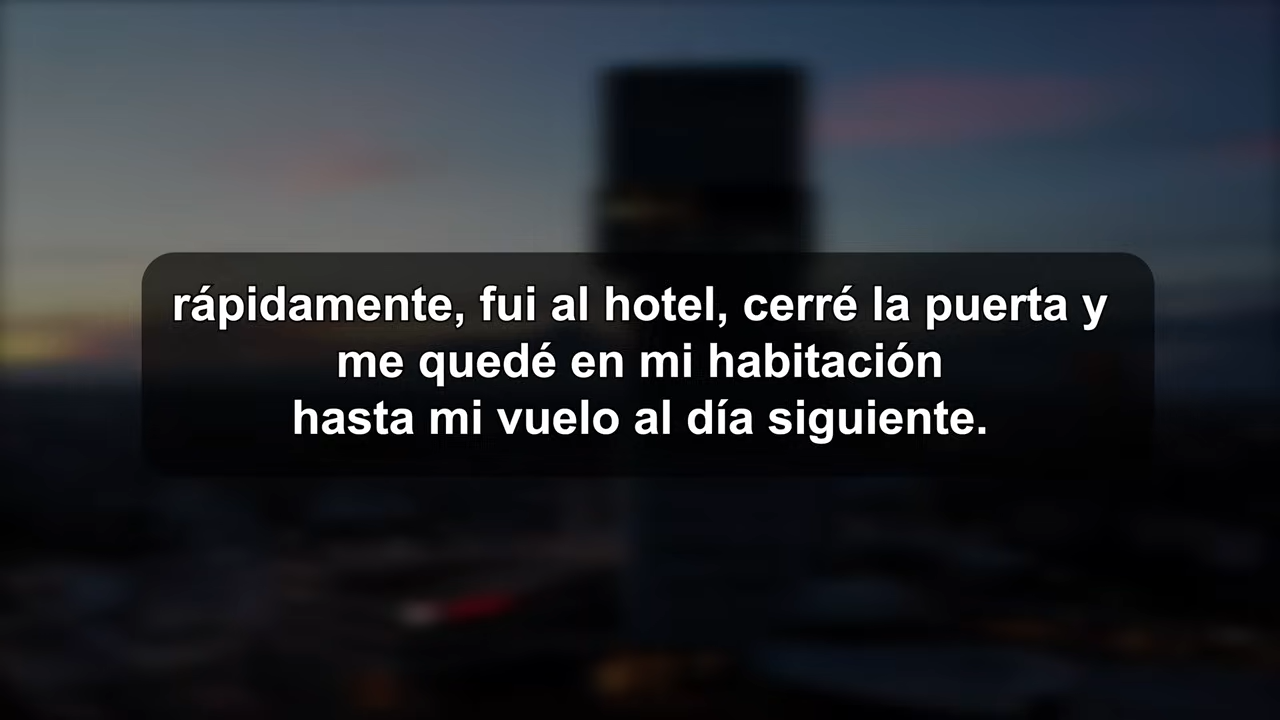 rápidamente, fui al hotel, cerré la puerta y
me quedé en mi habitación
hasta mi vuelo al día siguiente.